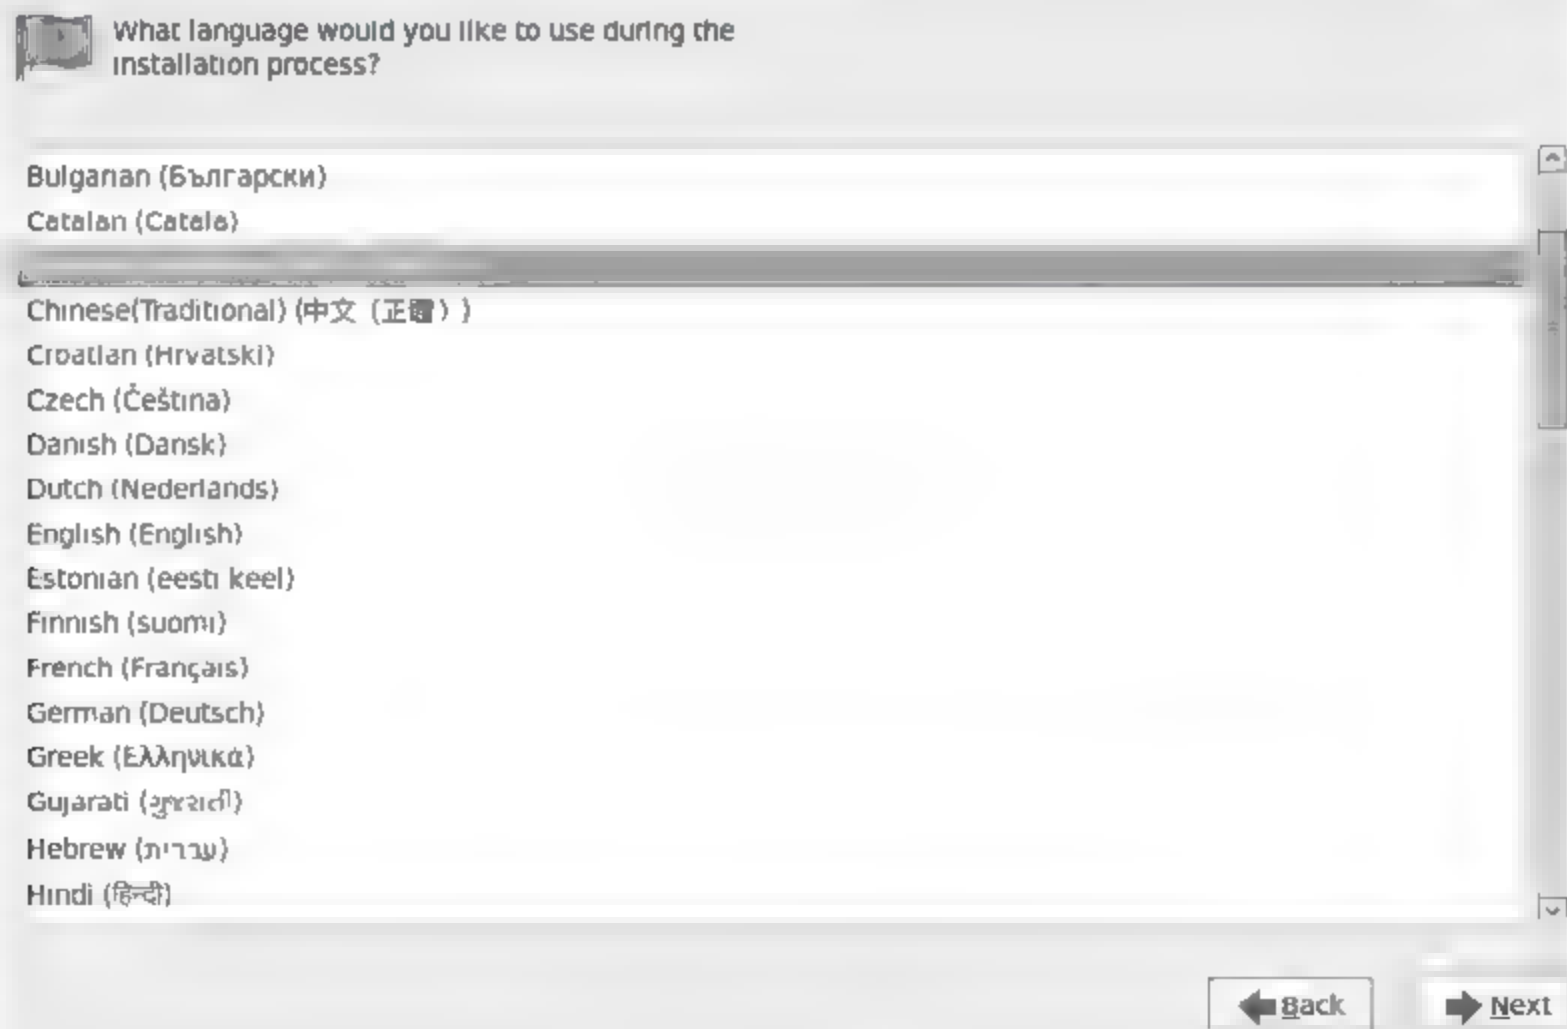 What language would you like to use during the
installation process?
Bulgarian (Български)
Catalan (Català)
Chinese(Traditional) (中文 (正體) )
Croatian (Hrvatski)
Czech (Čeština)
Danish (Dansk)
Dutch (Nederlands)
English (English)
Estonian (eesti keel)
Finnish (suomi)
French (Français)
German (Deutsch)
Greek (Ελληνικά)
Gujarati (ગુજરાતી)
Hebrew (עברית)
Hindi (हिन्दी)
Back
Next